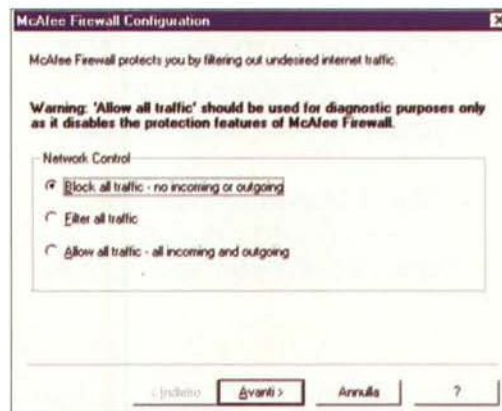 McAfee Firewall Configuration
McAfee Firewall protects you by filtering out undesired internet traffic.
Warning: 'Allow all traffic' should be used for diagnostic purposes only
as it disables the protection features of McAfee Firewall.
Network Control
Block all traffic - no incoming or outgoing
Filter all traffic
Allow all traffic - all incoming and outgoing
< Indietro
Avanti >
Annulla
?